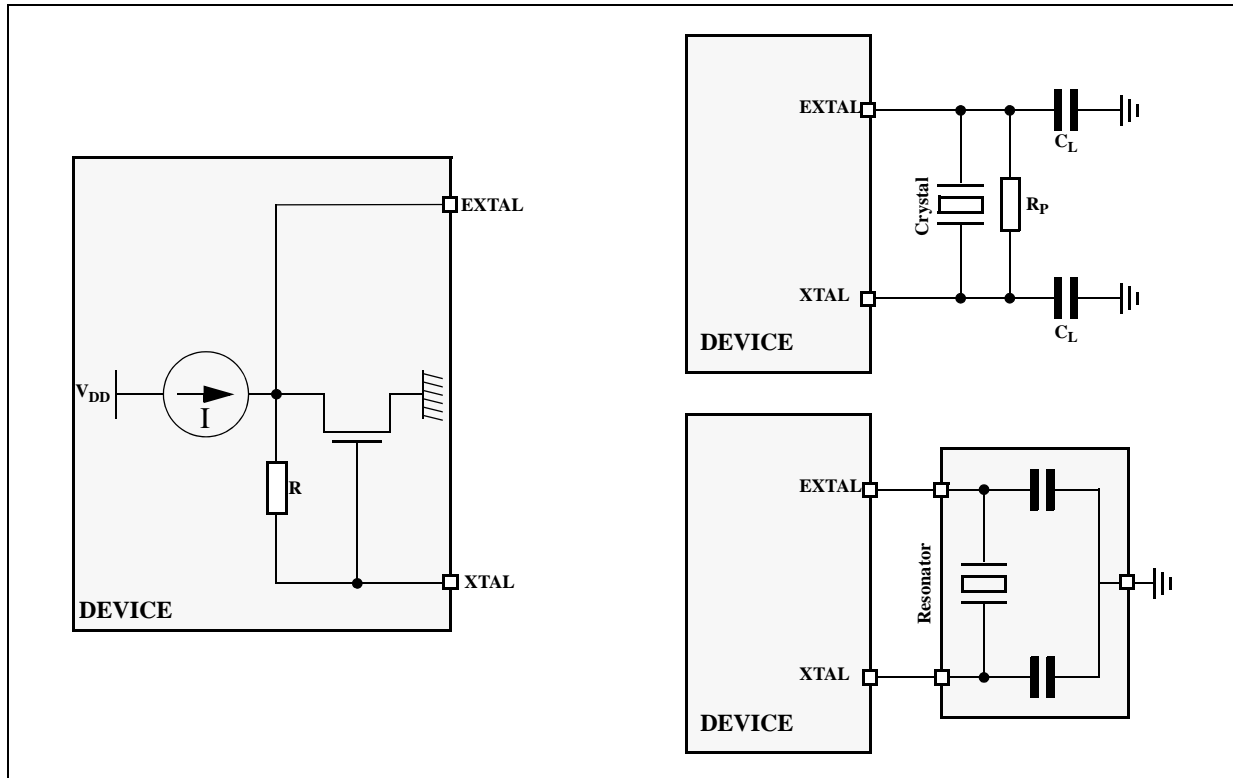 EXTAL
V_DD
I
R
XTAL
DEVICE
EXTAL
C_L
Crystal
R_P
XTAL
C_L
DEVICE
EXTAL
Resonator
XTAL
DEVICE